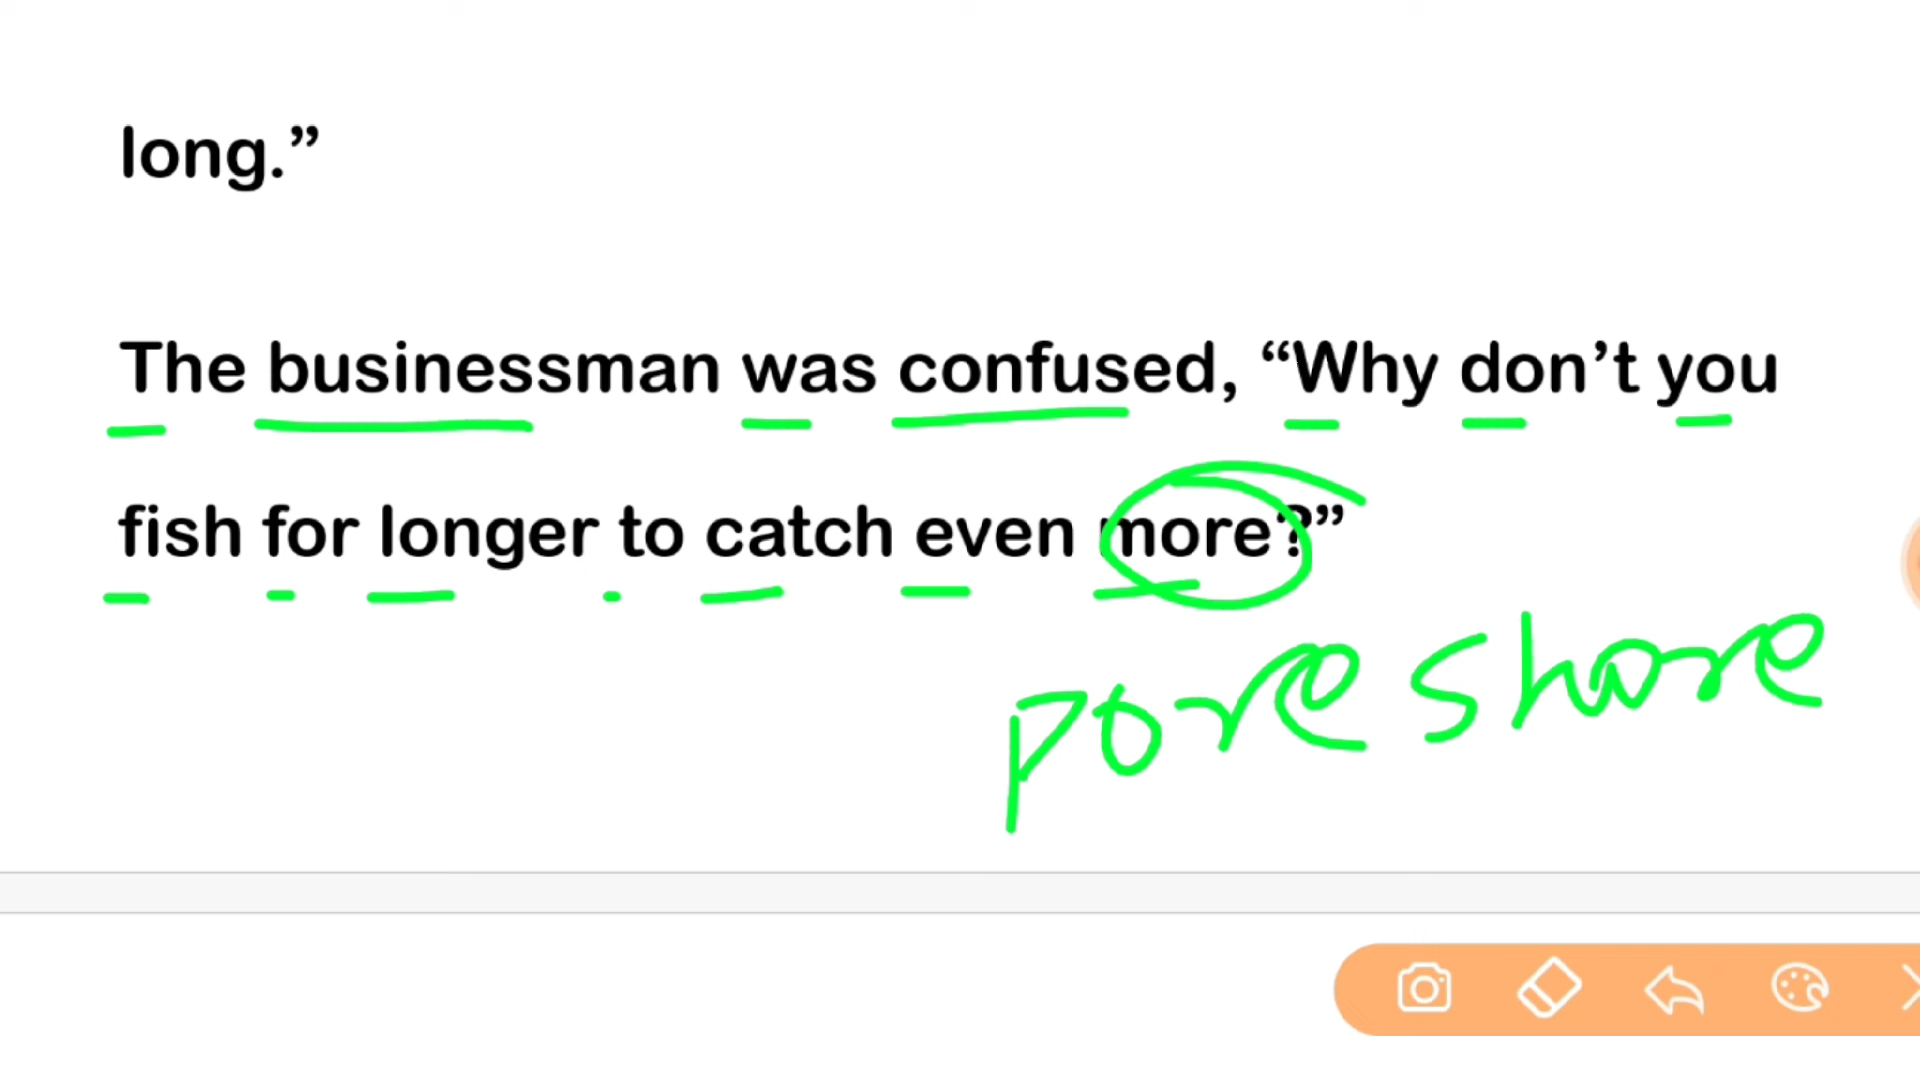 long.”
The businessman was confused, “Why don’t you
fish for longer to catch even more?”
pore shore